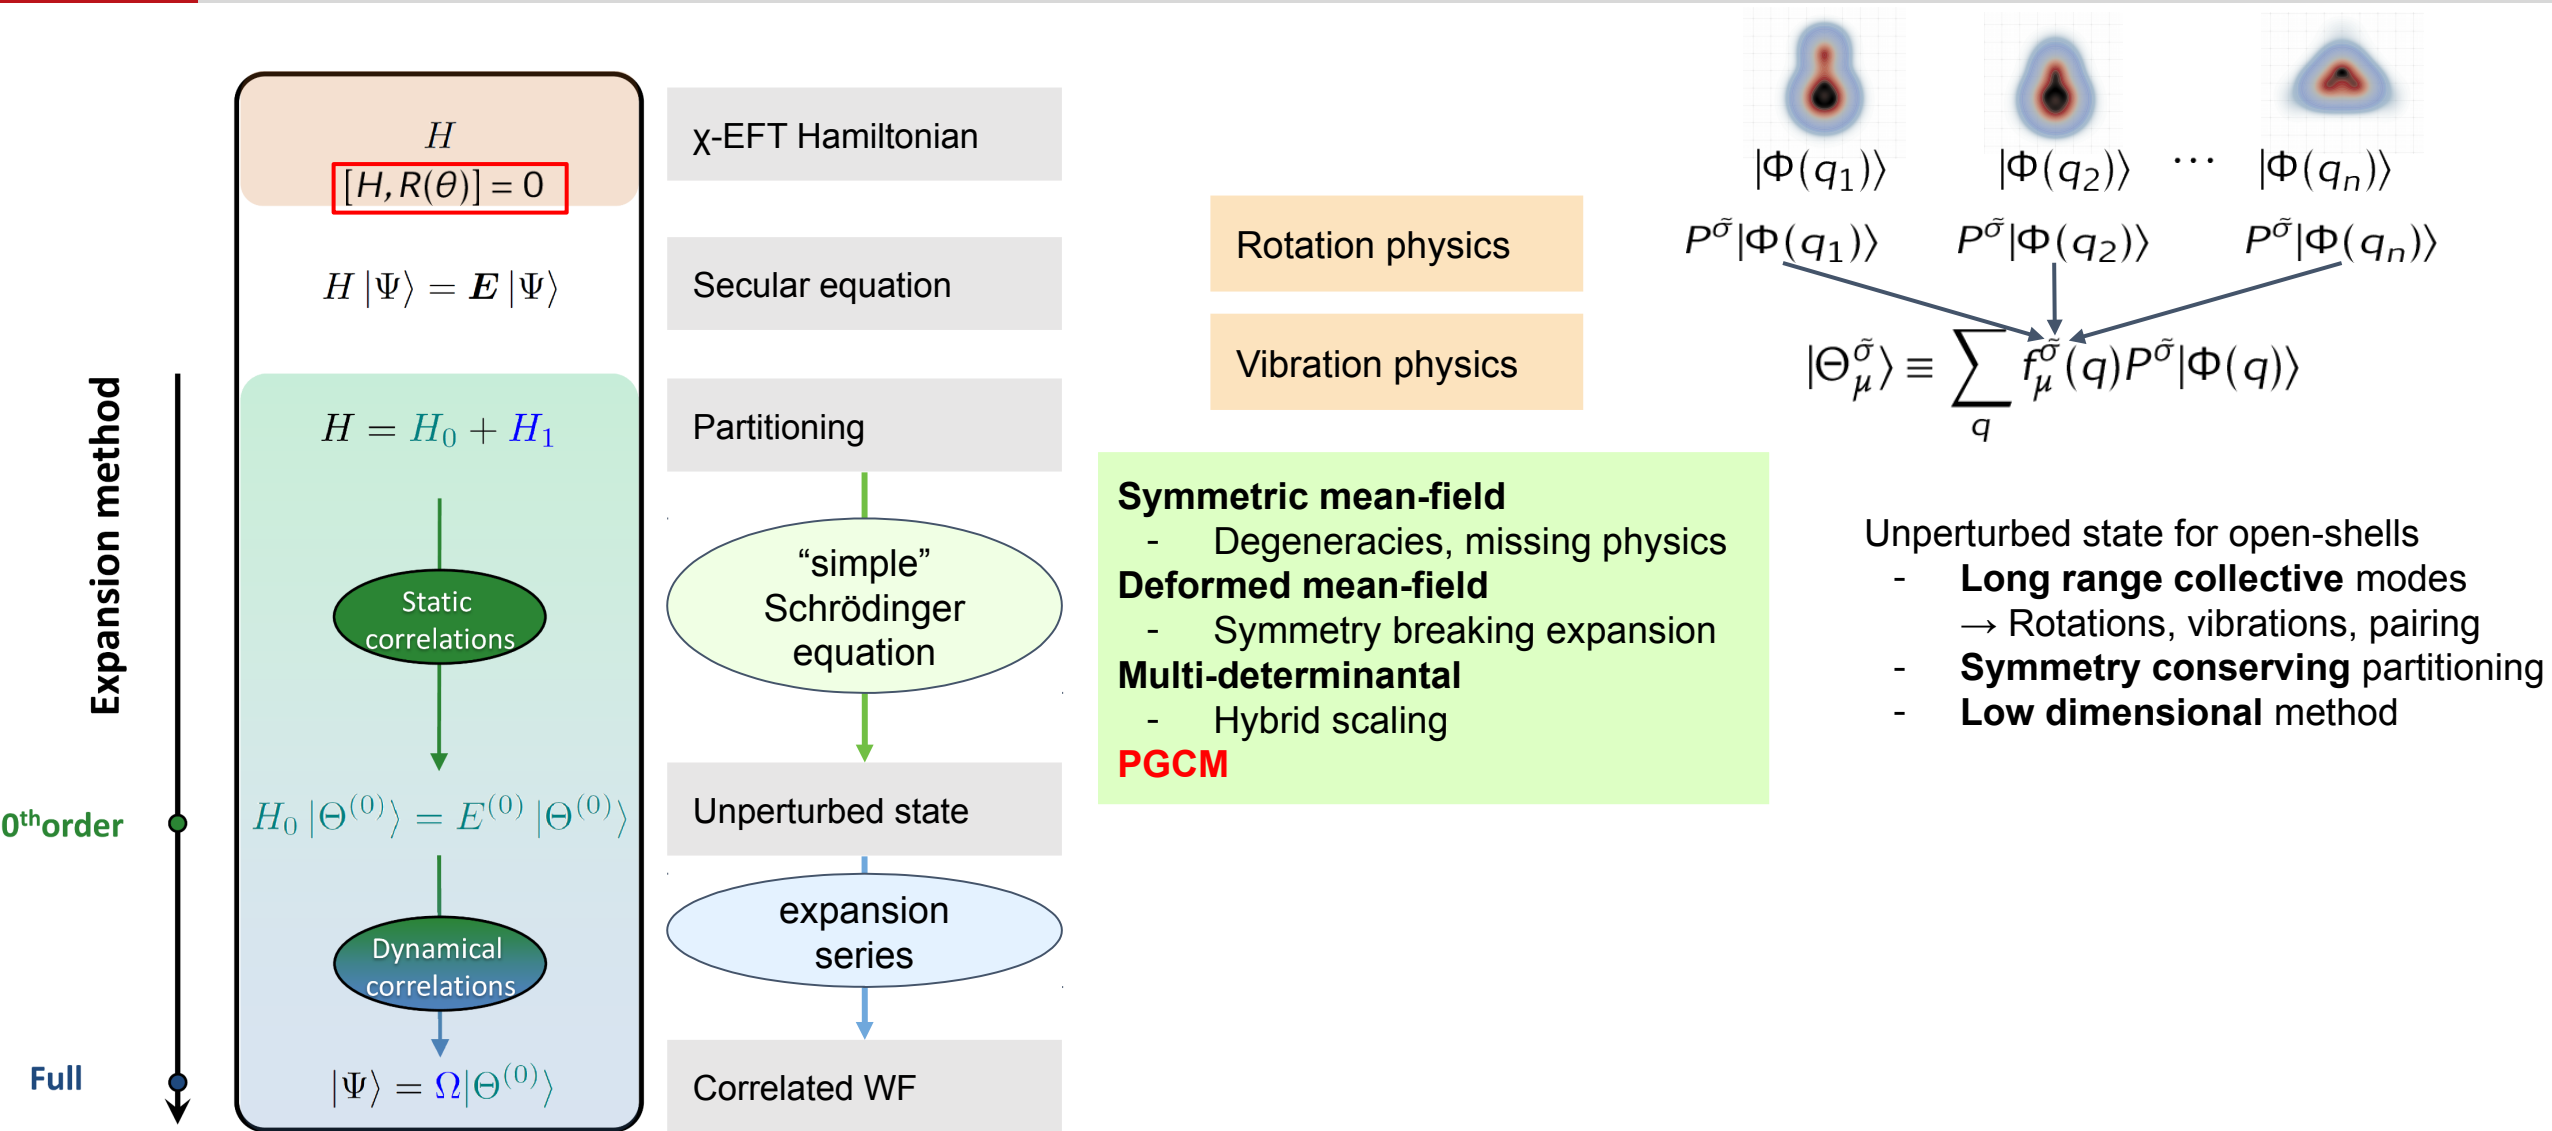 H
[H, R(θ)] = 0
H |Ψ⟩ = E |Ψ⟩
Expansion method
H = H₀ + H₁
Static
correlations
0ᵗʰorder
H₀ |Θ⁽⁰⁾⟩ = E⁽⁰⁾ |Θ⁽⁰⁾⟩
Dynamical
correlations
Full
|Ψ⟩ = Ω|Θ⁽⁰⁾⟩
χ-EFT Hamiltonian
Secular equation
Partitioning
“simple”
Schrödinger
equation
Unperturbed state
expansion
series
Correlated WF
Rotation physics
Vibration physics
Symmetric mean-field
- Degeneracies, missing physics
Deformed mean-field
- Symmetry breaking expansion
Multi-determinantal
- Hybrid scaling
PGCM
|Φ(q₁)⟩ |Φ(q₂)⟩ ⋯ |Φ(qₙ)⟩
P^σ̃|Φ(q₁)⟩ P^σ̃|Φ(q₂)⟩ P^σ̃|Φ(qₙ)⟩
|Θ_μ^σ̃⟩ ≡ ∑_q f_μ^σ̃(q)P^σ̃|Φ(q)⟩
Unperturbed state for open-shells
- Long range collective modes
→ Rotations, vibrations, pairing
- Symmetry conserving partitioning
- Low dimensional method